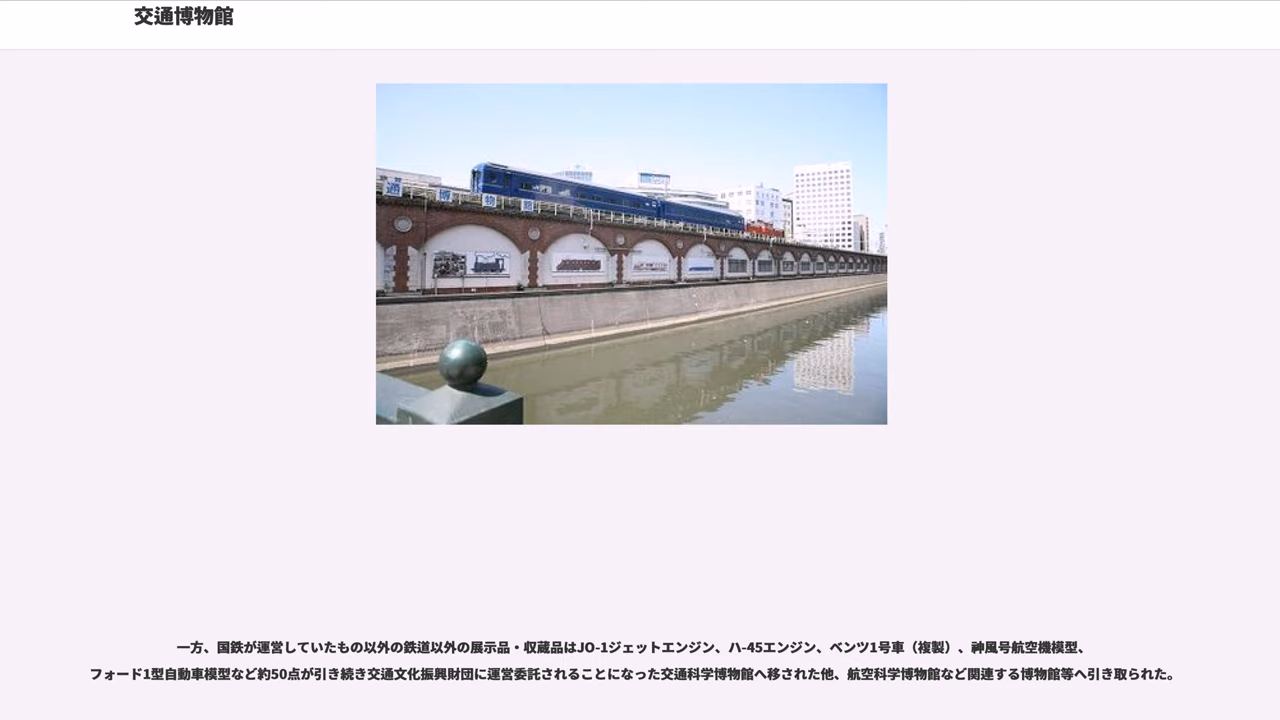 交通博物館
通 博 物 館
一方、国鉄が運営していたもの以外の鉄道以外の展示品・収蔵品はJO-1ジェットエンジン、ハ-45エンジン、ベンツ1号車（複製）、神風号航空機模型、
フォード1型自動車模型など約50点が引き続き交通文化振興財団に運営委託されることになった交通科学博物館へ移された他、航空科学博物館など関連する博物館等へ引き取られた。